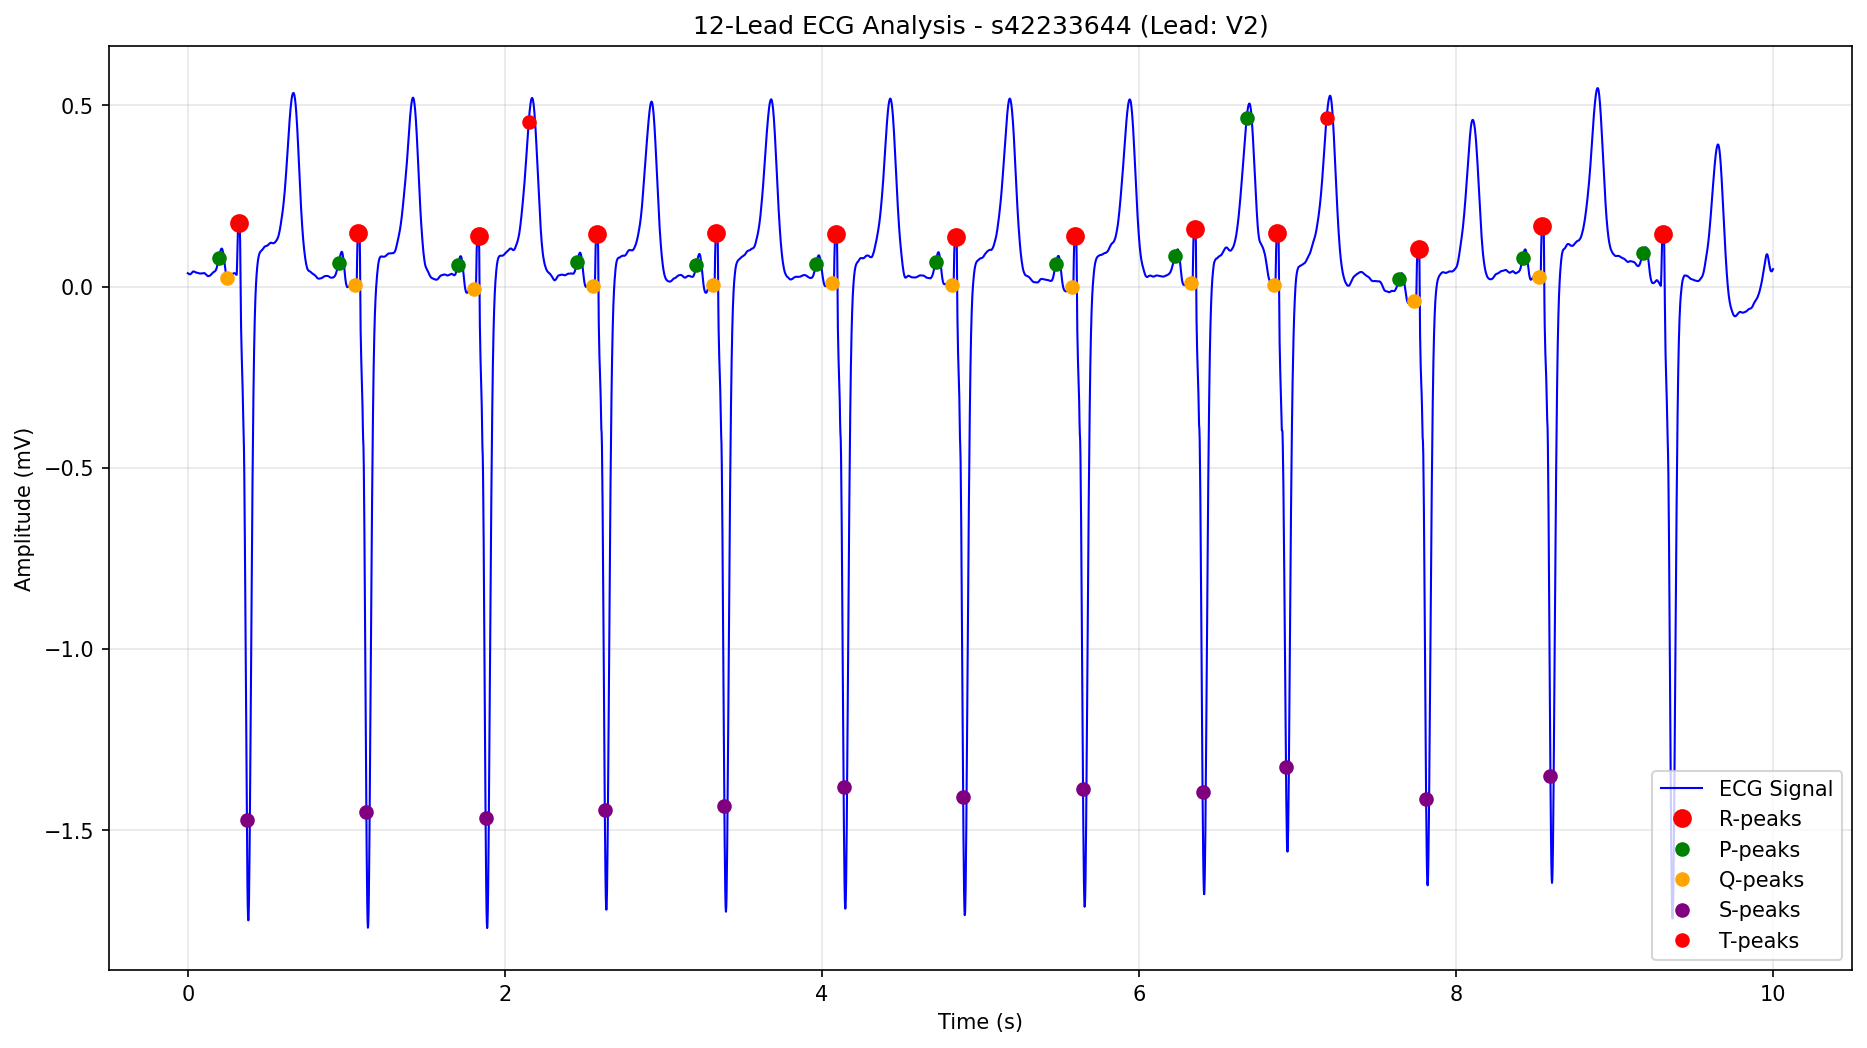 12-Lead ECG Analysis - s42233644 (Lead: V2)
Amplitude (mV)
0.5
0.0
−0.5
−1.0
−1.5
0
2
4
6
8
10
Time (s)
ECG Signal
R-peaks
P-peaks
Q-peaks
S-peaks
T-peaks